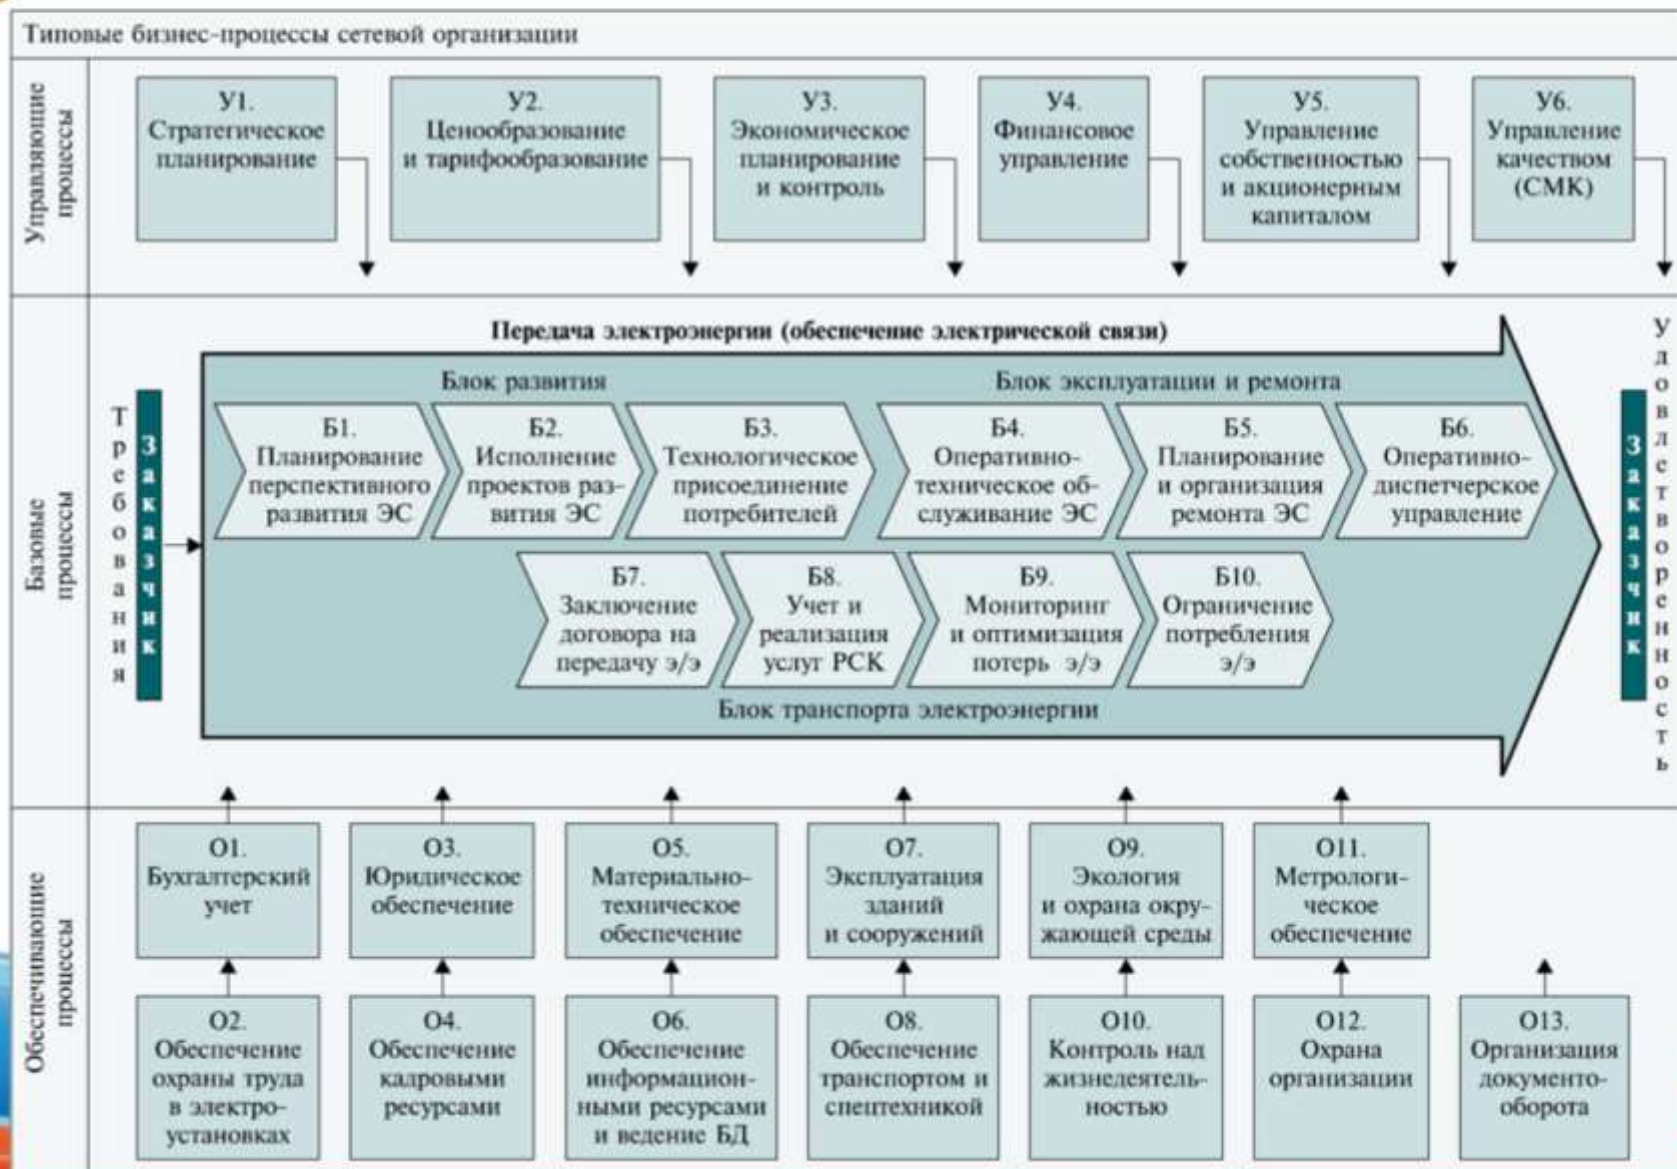 Типовые бизнес-процессы сетевой организации
Управляющие
процессы
У1.
Стратегическое
планирование
У2.
Ценообразование
и тарифообразование
У3.
Экономическое
планирование
и контроль
У4.
Финансовое
управление
У5.
Управление
собственностью
и акционерным
капиталом
У6.
Управление
качеством
(СМК)
Базовые
процессы
Требования
Заказчик
Передача электроэнергии (обеспечение электрической связи)
Блок развития
Блок эксплуатации и ремонта
Б1.
Планирование
перспективного
развития ЭС
Б2.
Исполнение
проектов раз-
вития ЭС
Б3.
Технологическое
присоединение
потребителей
Б4.
Оперативно-
техническое об-
служивание ЭС
Б5.
Планирование
и организация
ремонта ЭС
Б6.
Оперативно-
диспетчерское
управление
Б7.
Заключение
договора на
передачу э/э
Б8.
Учет и
реализация
услуг РСК
Б9.
Мониторинг
и оптимизация
потерь э/э
Б10.
Ограничение
потребления
э/э
Блок транспорта электроэнергии
Заказчик
Удовлетворенность
Обеспечивающие
процессы
О1.
Бухгалтерский
учет
О3.
Юридическое
обеспечение
О5.
Материально-
техническое
обеспечение
О7.
Эксплуатация
зданий
и сооружений
О9.
Экология
и охрана окру-
жающей среды
О11.
Метрологи-
ческое
обеспечение
О2.
Обеспечение
охраны труда
в электро-
установках
О4.
Обеспечение
кадровыми
ресурсами
О6.
Обеспечение
информацион-
ными ресурсами
и ведение БД
О8.
Обеспечение
транспортом и
спецтехникой
О10.
Контроль над
жизнедеятель-
ностью
О12.
Охрана
организации
О13.
Организация
документо-
оборота